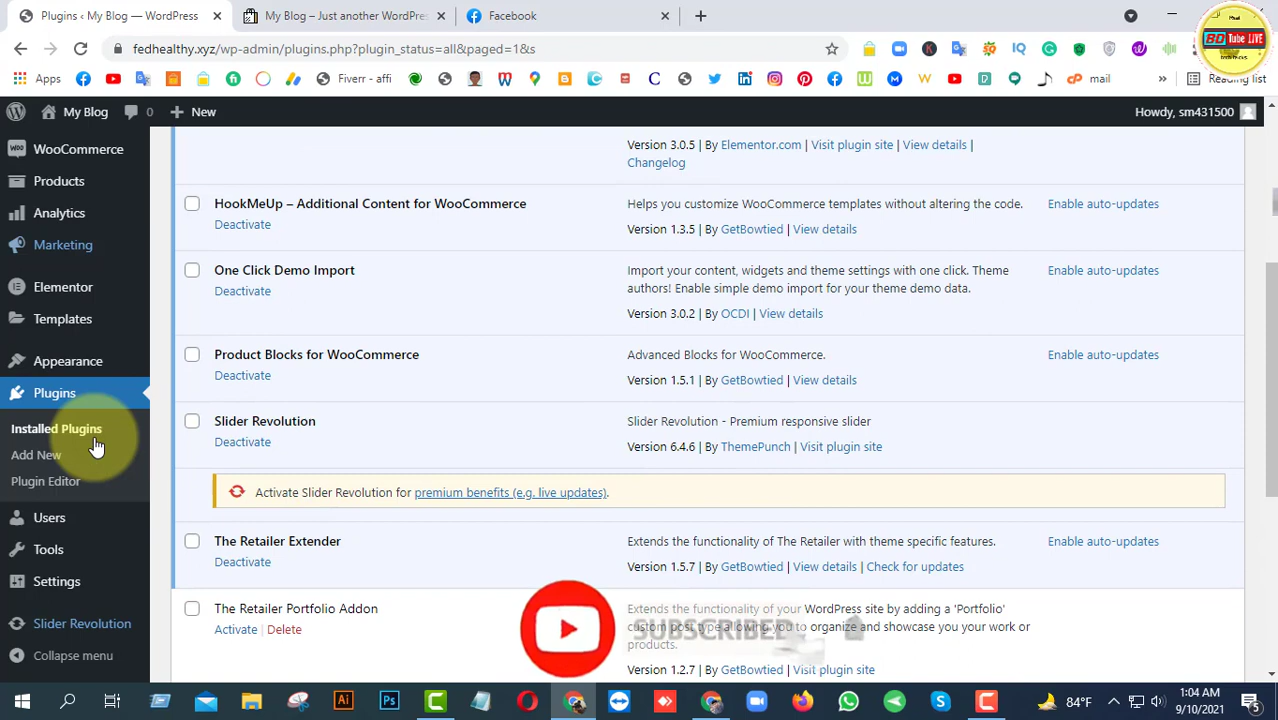 Plugins ‹ My Blog — WordPress
My Blog – Just another WordPres
Facebook
fedhealthy.xyz/wp-admin/plugins.php?plugin_status=all&paged=1&s
BD Tube LIVE
Apps
Fiverr - affi
mail
Reading list
My Blog
0
New
Howdy, sm431500
WooCommerce
Products
Analytics
Marketing
Elementor
Templates
Appearance
Plugins
Installed Plugins
Add New
Plugin Editor
Users
Tools
Settings
Slider Revolution
Collapse menu
Version 3.0.5 | By Elementor.com | Visit plugin site | View details |
Changelog
HookMeUp – Additional Content for WooCommerce
Deactivate
Helps you customize WooCommerce templates without altering the code.
Version 1.3.5 | By GetBowtied | View details
Enable auto-updates
One Click Demo Import
Deactivate
Import your content, widgets and theme settings with one click. Theme
authors! Enable simple demo import for your theme demo data.
Version 3.0.2 | By OCDI | View details
Enable auto-updates
Product Blocks for WooCommerce
Deactivate
Advanced Blocks for WooCommerce.
Version 1.5.1 | By GetBowtied | View details
Enable auto-updates
Slider Revolution
Deactivate
Slider Revolution - Premium responsive slider
Version 6.4.6 | By ThemePunch | Visit plugin site
Activate Slider Revolution for premium benefits (e.g. live updates).
The Retailer Extender
Deactivate
Extends the functionality of The Retailer with theme specific features.
Version 1.5.7 | By GetBowtied | View details | Check for updates
Enable auto-updates
The Retailer Portfolio Addon
Activate | Delete
Extends the functionality of your WordPress site by adding a 'Portfolio'
custom post type allowing you to organize and showcase you your work or
products.
Version 1.2.7 | By GetBowtied | Visit plugin site
SUBSCRIBED
84°F
1:04 AM
9/10/2021
5